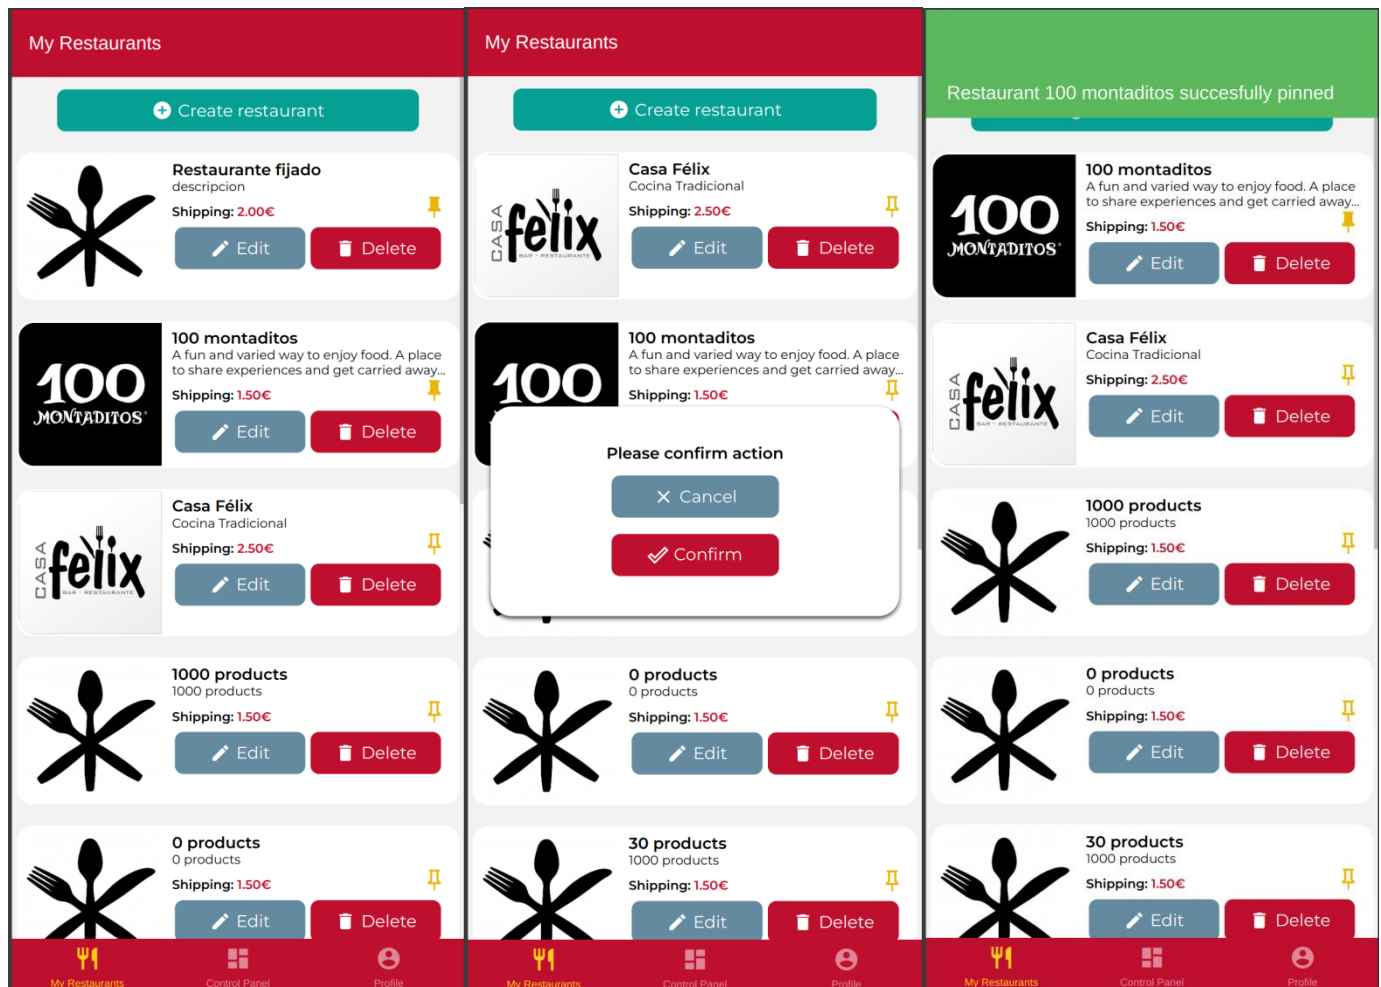 My Restaurants
Create restaurant
Restaurante fijado
descripcion
Shipping: 2.00€
Edit
Delete
100
MONTADITOS
100 montaditos
A fun and varied way to enjoy food. A place
to share experiences and get carried away...
Shipping: 1.50€
Edit
Delete
CASA
felix
BAR - RESTAURANTE
Casa Félix
Cocina Tradicional
Shipping: 2.50€
Edit
Delete
1000 products
1000 products
Shipping: 1.50€
Edit
Delete
0 products
0 products
Shipping: 1.50€
Edit
Delete
My Restaurants
Control Panel
Profile
My Restaurants
Create restaurant
CASA
felix
BAR - RESTAURANTE
Casa Félix
Cocina Tradicional
Shipping: 2.50€
Edit
Delete
100
100 montaditos
A fun and varied way to enjoy food. A place
to share experiences and get carried away...
Shipping: 1.50€
Please confirm action
Cancel
Confirm
0 products
0 products
Shipping: 1.50€
Edit
Delete
30 products
1000 products
Shipping: 1.50€
Edit
Delete
My Restaurants
Control Panel
Profile
Restaurant 100 montaditos succesfully pinned
100
MONTADITOS
100 montaditos
A fun and varied way to enjoy food. A place
to share experiences and get carried away...
Shipping: 1.50€
Edit
Delete
CASA
felix
BAR - RESTAURANTE
Casa Félix
Cocina Tradicional
Shipping: 2.50€
Edit
Delete
1000 products
1000 products
Shipping: 1.50€
Edit
Delete
0 products
0 products
Shipping: 1.50€
Edit
Delete
30 products
1000 products
Shipping: 1.50€
Edit
Delete
My Restaurants
Control Panel
Profile